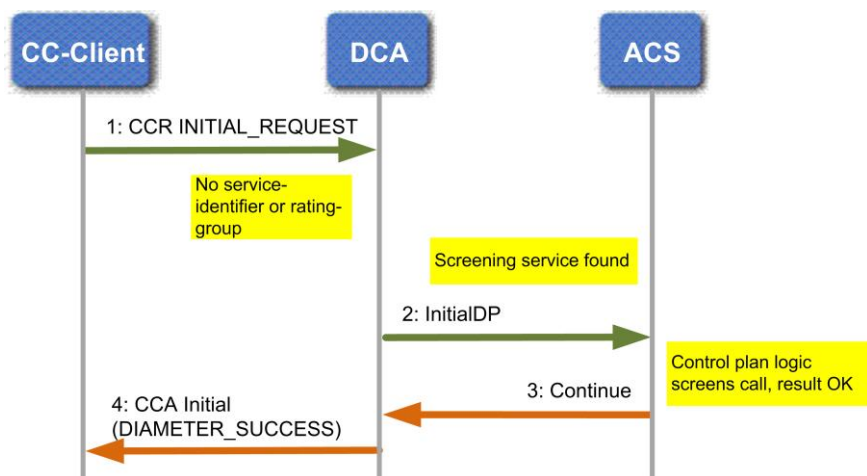 CC-Client
DCA
ACS
1: CCR INITIAL_REQUEST
No service-
identifier or rating-
group
Screening service found
2: InitialDP
Control plan logic
screens call, result OK
3: Continue
4: CCA Initial
(DIAMETER_SUCCESS)